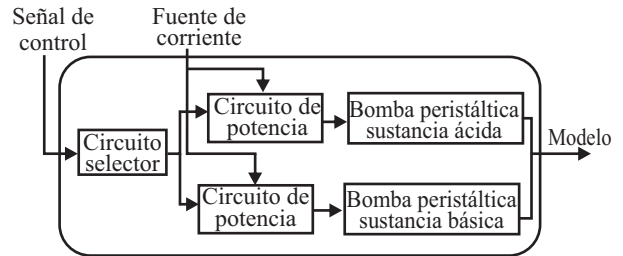 Señal de
control
Fuente de
corriente
Circuito de
potencia
Bomba peristáltica
sustancia ácida
Circuito
selector
Modelo
Circuito de
potencia
Bomba peristáltica
sustancia básica